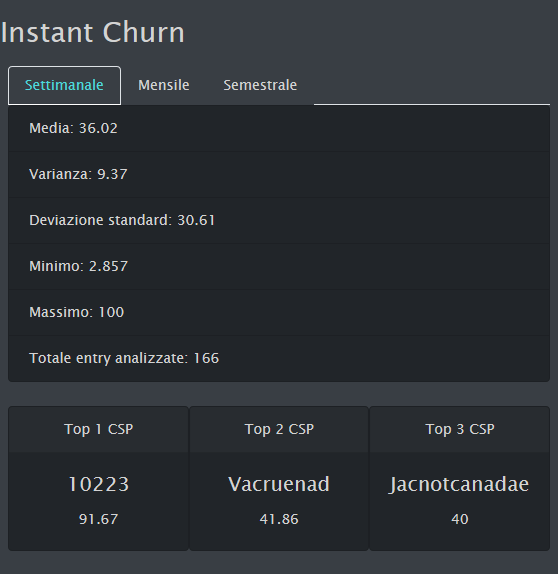 Instant Churn
Settimanale Mensile Semestrale
Media: 36.02
Varianza: 9.37
Deviazione standard: 30.61
Minimo: 2.857
Massimo: 100
Totale entry analizzate: 166
Top 1 CSP Top 2 CSP Top 3 CSP
10223 Vacruenad Jacnotcanadae
91.67 41.86 40